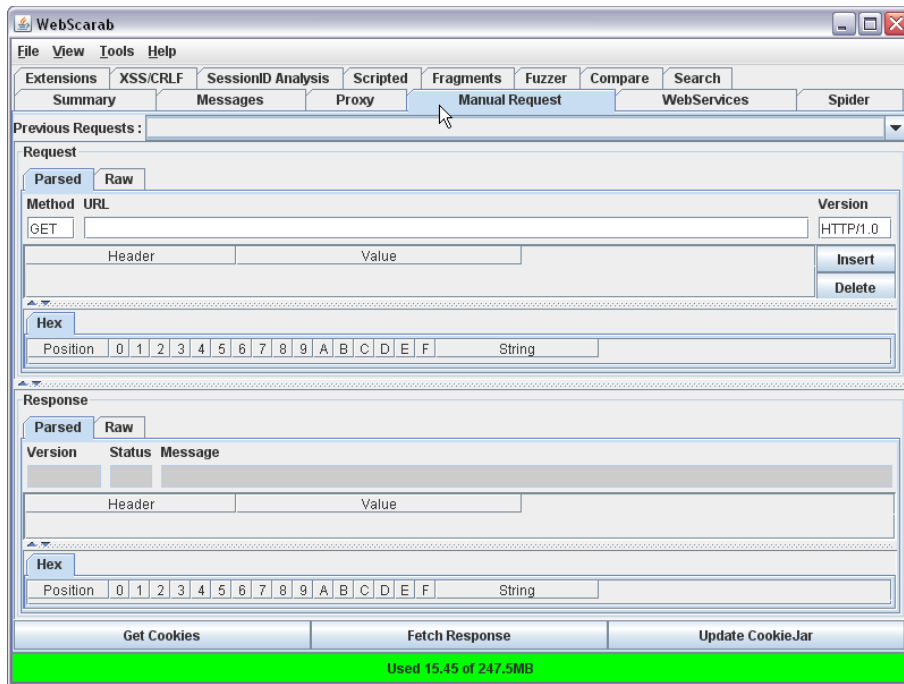 WebScarab
File View Tools Help
Extensions XSS/CRLF SessionID Analysis Scripted Fragments Fuzzer Compare Search
Summary Messages Proxy Manual Request WebServices Spider
Previous Requests :
Request
Parsed Raw
Method URL Version
GET HTTP/1.0
Header Value Insert
Delete
Hex
Position 0 1 2 3 4 5 6 7 8 9 A B C D E F String
Response
Parsed Raw
Version Status Message
Header Value
Hex
Position 0 1 2 3 4 5 6 7 8 9 A B C D E F String
Get Cookies Fetch Response Update CookieJar
Used 15.45 of 247.5MB